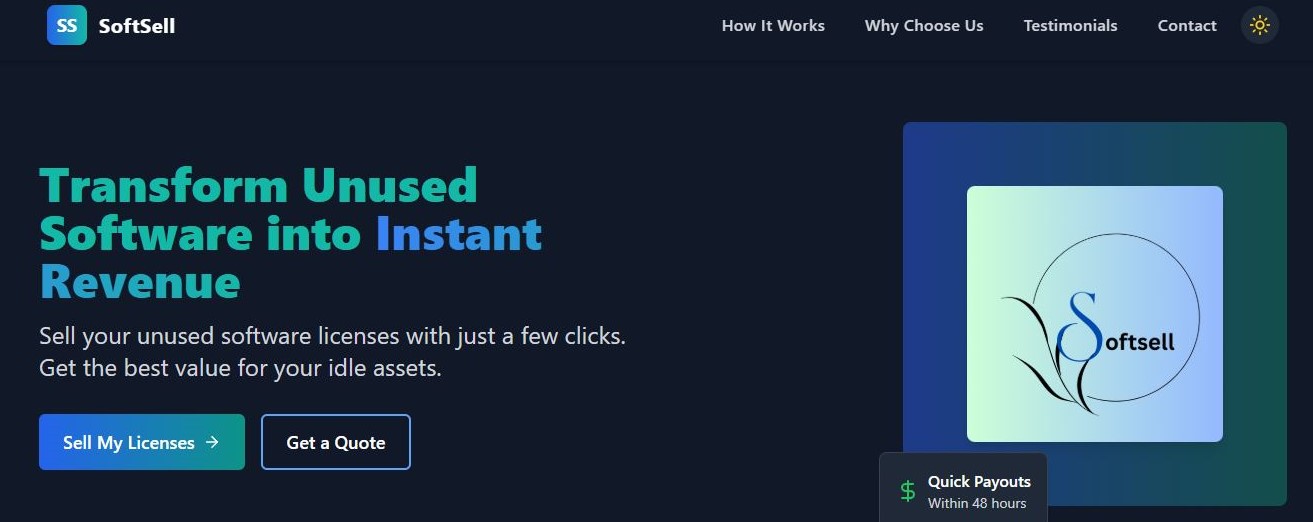 SS SoftSell How It Works Why Choose Us Testimonials Contact
Transform Unused
Software into Instant
Revenue
Sell your unused software licenses with just a few clicks.
Get the best value for your idle assets.
Sell My Licenses → Get a Quote
Softsell
$ Quick Payouts
Within 48 hours